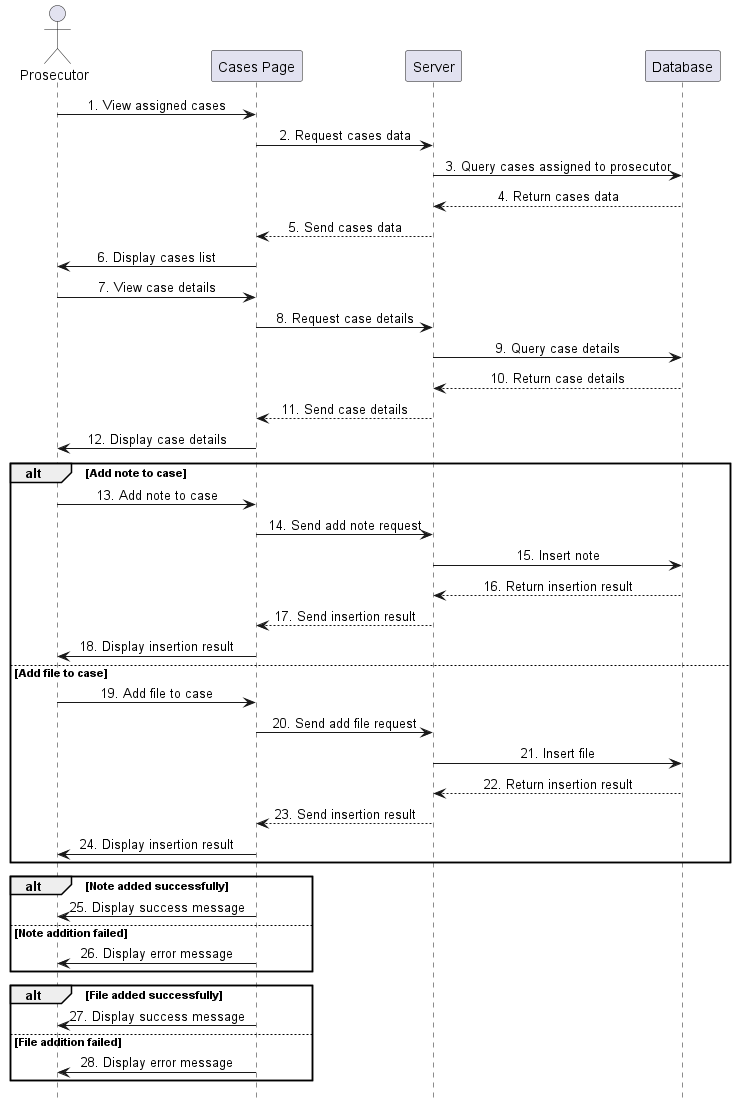 Prosecutor
Cases Page
Server
Database
1. View assigned cases
2. Request cases data
3. Query cases assigned to prosecutor
4. Return cases data
5. Send cases data
6. Display cases list
7. View case details
8. Request case details
9. Query case details
10. Return case details
11. Send case details
12. Display case details
alt [Add note to case]
13. Add note to case
14. Send add note request
15. Insert note
16. Return insertion result
17. Send insertion result
18. Display insertion result
[Add file to case]
19. Add file to case
20. Send add file request
21. Insert file
22. Return insertion result
23. Send insertion result
24. Display insertion result
alt [Note added successfully]
25. Display success message
[Note addition failed]
26. Display error message
alt [File added successfully]
27. Display success message
[File addition failed]
28. Display error message